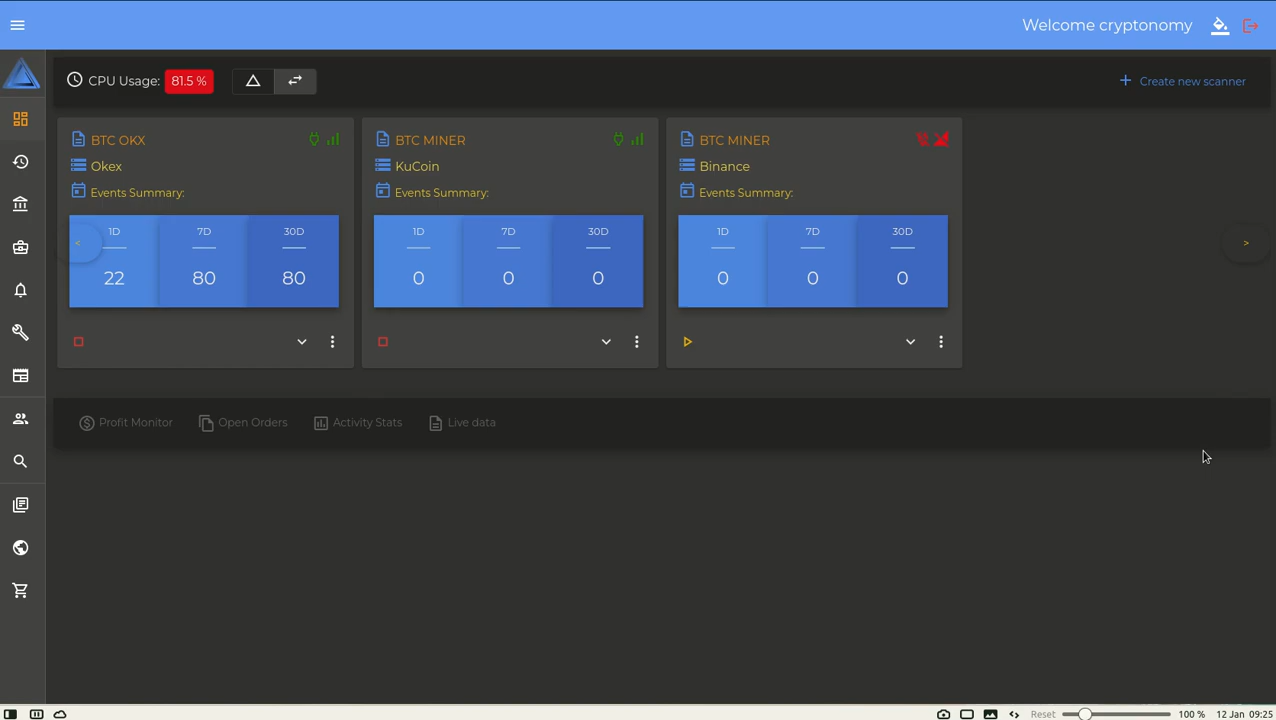 Welcome cryptonomy
CPU Usage: 81.5 %
Create new scanner
BTC OKX
Okex
Events Summary:
1D 7D 30D
22 80 80
BTC MINER
KuCoin
Events Summary:
1D 7D 30D
0 0 0
BTC MINER
Binance
Events Summary:
1D 7D 30D
0 0 0
< >
Profit Monitor Open Orders Activity Stats Live data
Reset 100 % 12 Jan 09:25